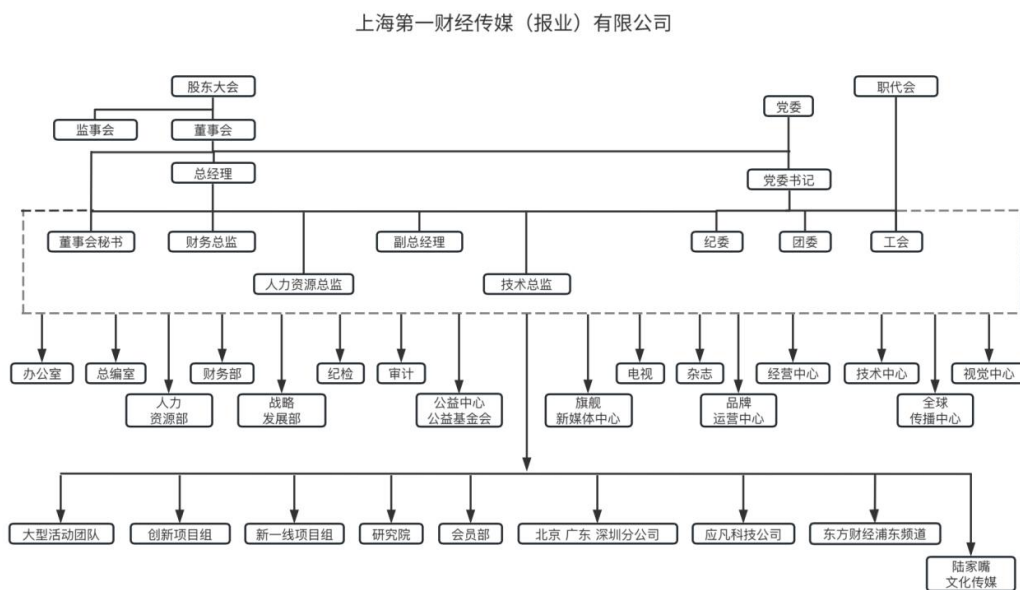 上海第一财经传媒（报业）有限公司
股东大会
职代会
党委
监事会
董事会
总经理
党委书记
董事会秘书
财务总监
副总经理
纪委
团委
工会
人力资源总监
技术总监
办公室
总编室
财务部
纪检
审计
电视
杂志
经营中心
技术中心
视觉中心
人力
资源部
战略
发展部
公益中心
公益基金会
旗舰
新媒体中心
品牌
运营中心
全球
传播中心
大型活动团队
创新项目组
新一线项目组
研究院
会员部
北京 广东 深圳分公司
应凡科技公司
东方财经浦东频道
陆家嘴
文化传媒